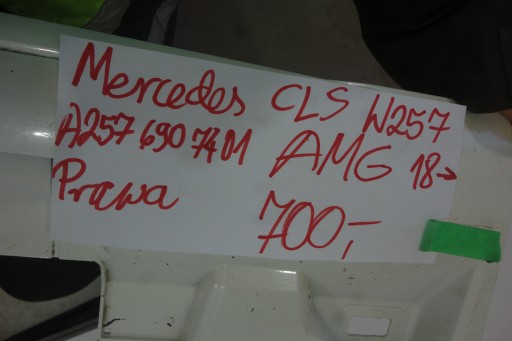 Mercedes CLS W257
A257 690 74 01 AMG 18→
Prawa 700,-